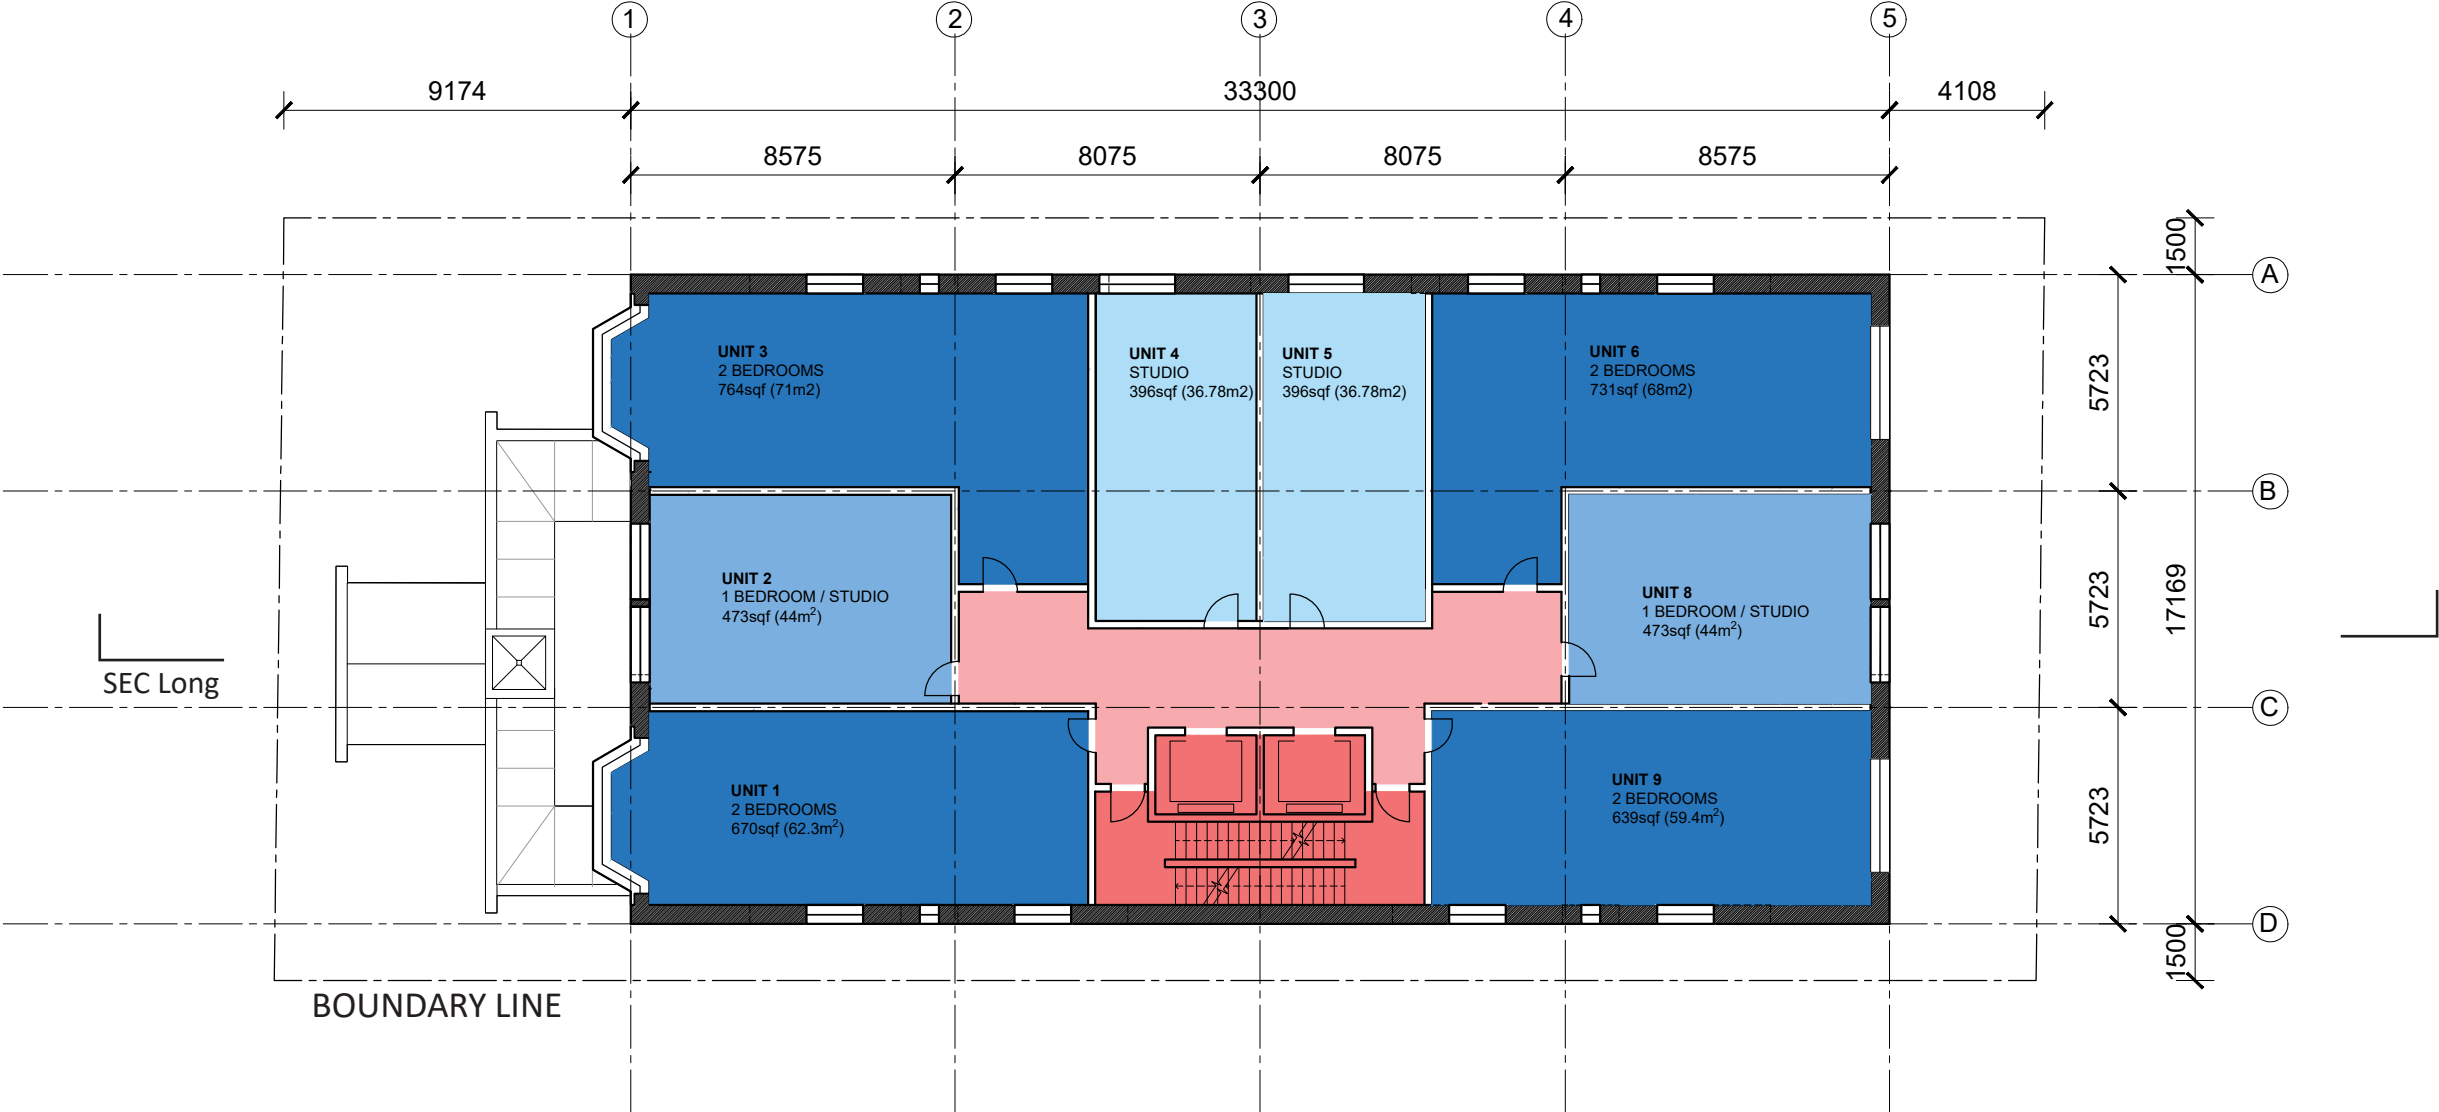 1 2 3 4 5
9174 33300 4108
8575 8075 8075 8575
1500
A
UNIT 3
2 BEDROOMS
764sqf (71m2)
UNIT 4
STUDIO
396sqf (36.78m2)
UNIT 5
STUDIO
396sqf (36.78m2)
UNIT 6
2 BEDROOMS
731sqf (68m2)
5723
B
UNIT 2
1 BEDROOM / STUDIO
473sqf (44m²)
UNIT 8
1 BEDROOM / STUDIO
473sqf (44m²)
5723
17169
SEC Long
C
UNIT 1
2 BEDROOMS
670sqf (62.3m²)
UNIT 9
2 BEDROOMS
639sqf (59.4m²)
5723
D
1500
BOUNDARY LINE